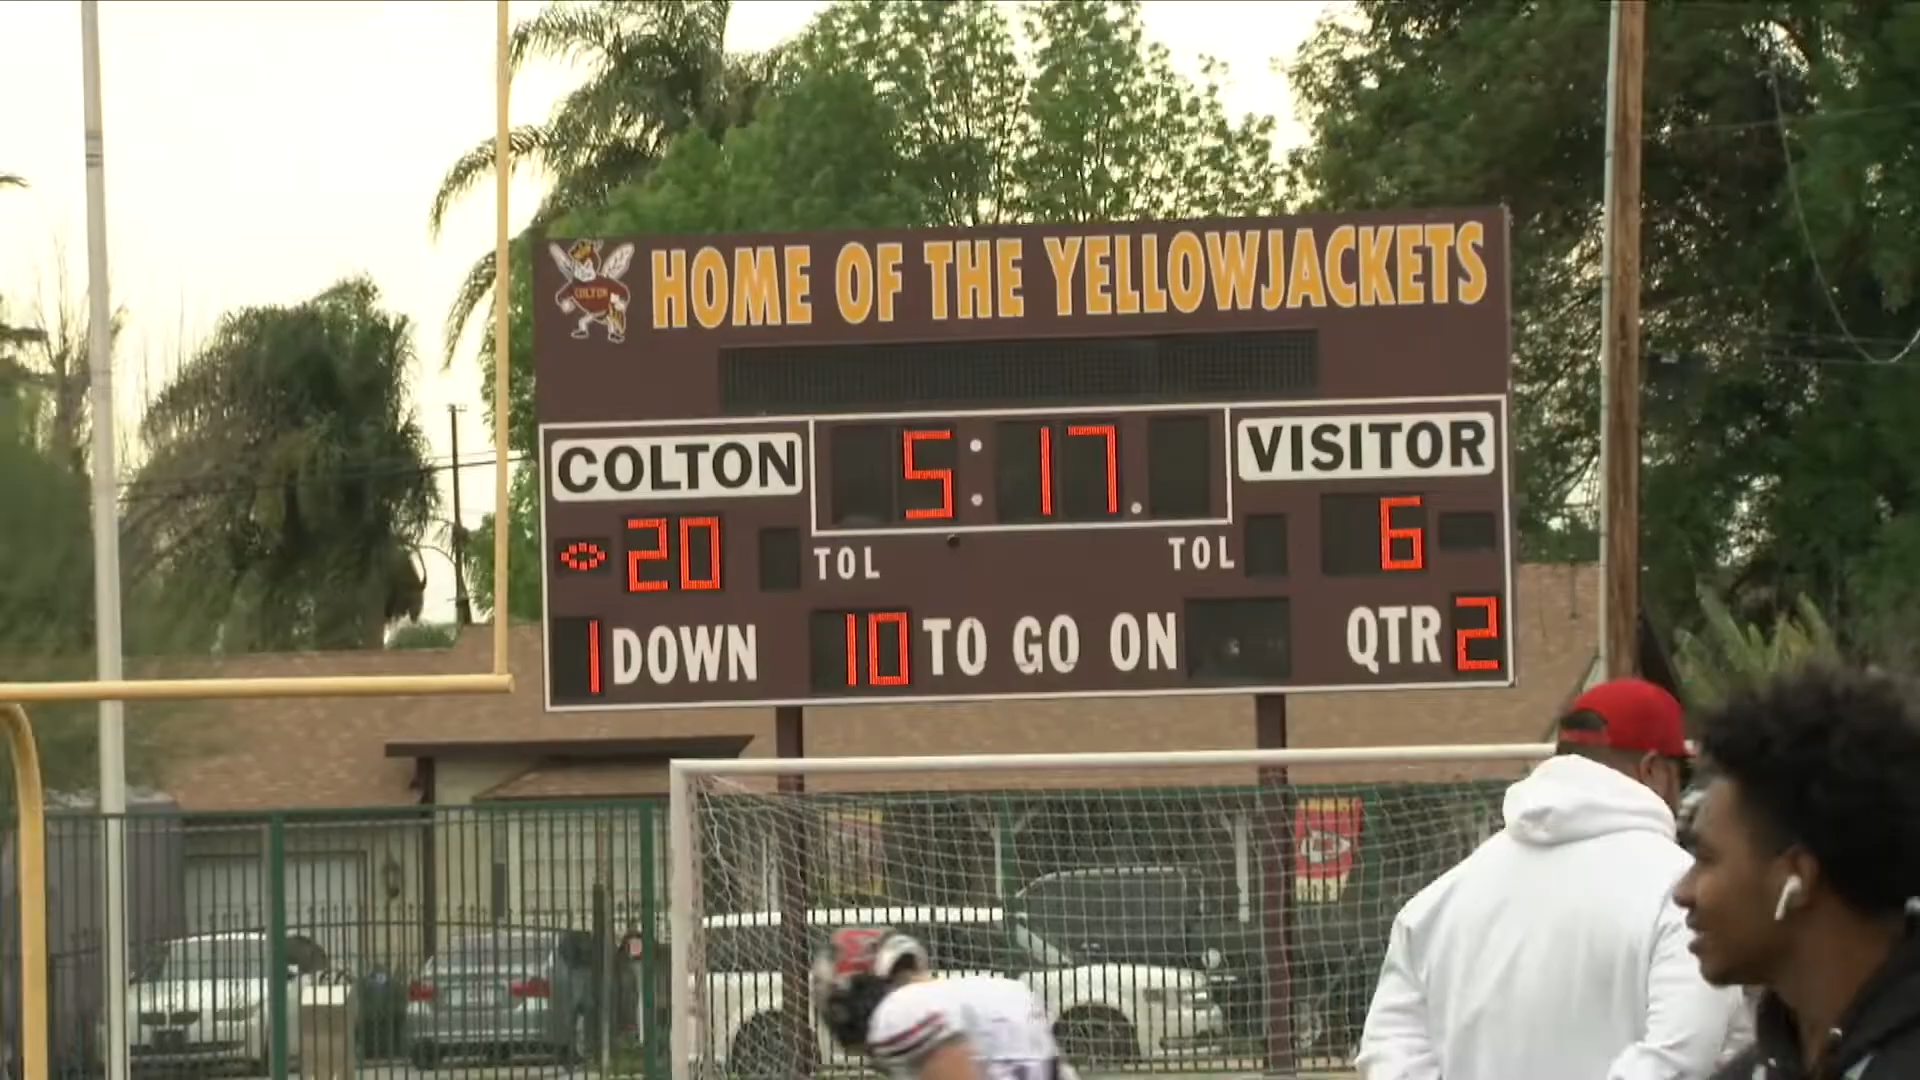 HOME OF THE YELLOWJACKETS
COLTON
COLTON
5:17.
VISITOR
20
TOL
TOL
6
1 DOWN
10 TO GO ON
QTR 2